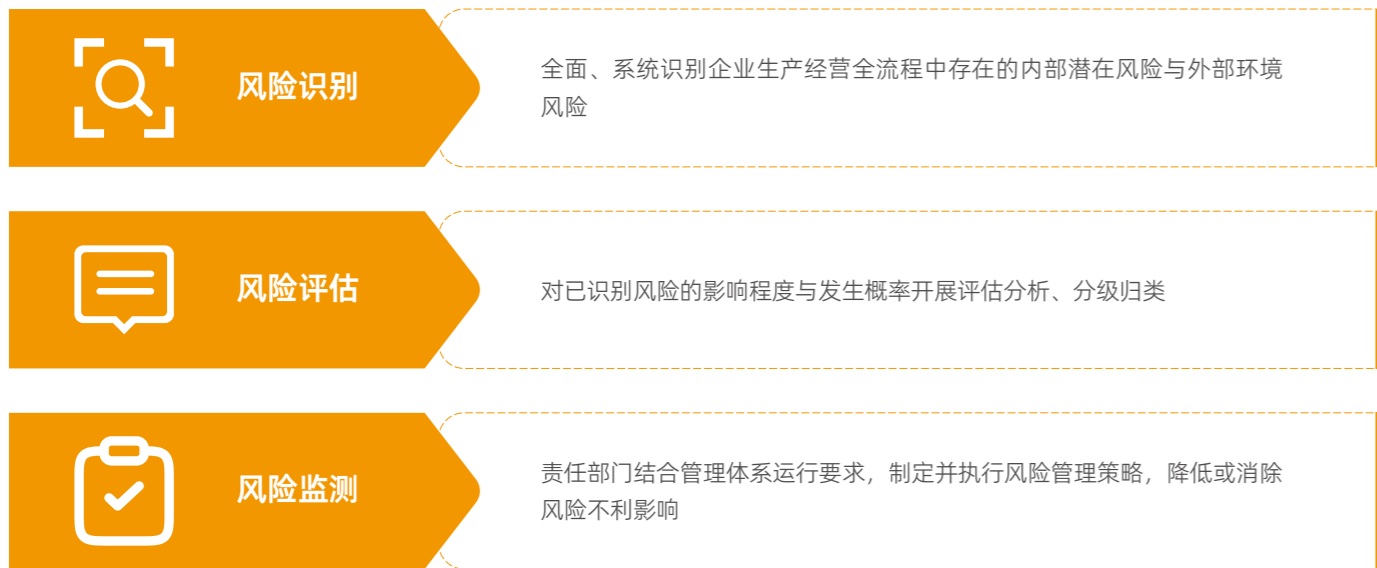 风险识别
全面、系统识别企业生产经营全流程中存在的内部潜在风险与外部环境
风险
风险评估
对已识别风险的影响程度与发生概率开展评估分析、分级归类
风险监测
责任部门结合管理体系运行要求，制定并执行风险管理策略，降低或消除
风险不利影响